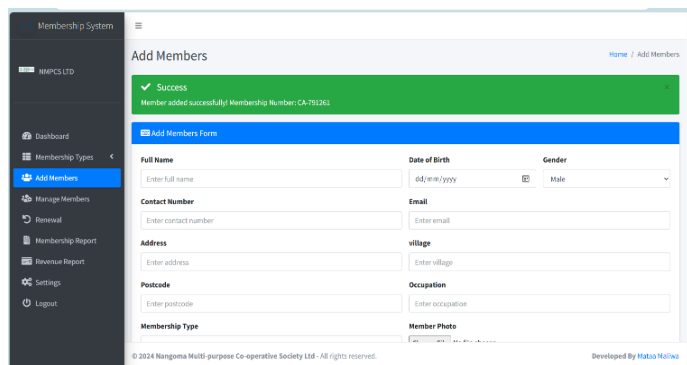 Membership System
Add Members
Home / Add Members
NMPCS LTD
Success
×
Member added successfully! Membership Number: CA-791261
Dashboard
Membership Types
Add Members
Manage Members
Renewal
Membership Report
Revenue Report
Settings
Logout
Add Members Form
Full Name
Date of Birth
Gender
Enter full name
dd/mm/yyyy
Male
Contact Number
Email
Enter contact number
Enter email
Address
village
Enter address
Enter village
Postcode
Occupation
Enter postcode
Enter occupation
Membership Type
Member Photo
© 2024 Nangoma Multi-purpose Co-operative Society Ltd - All rights reserved.
Developed By Mataa Maliwa